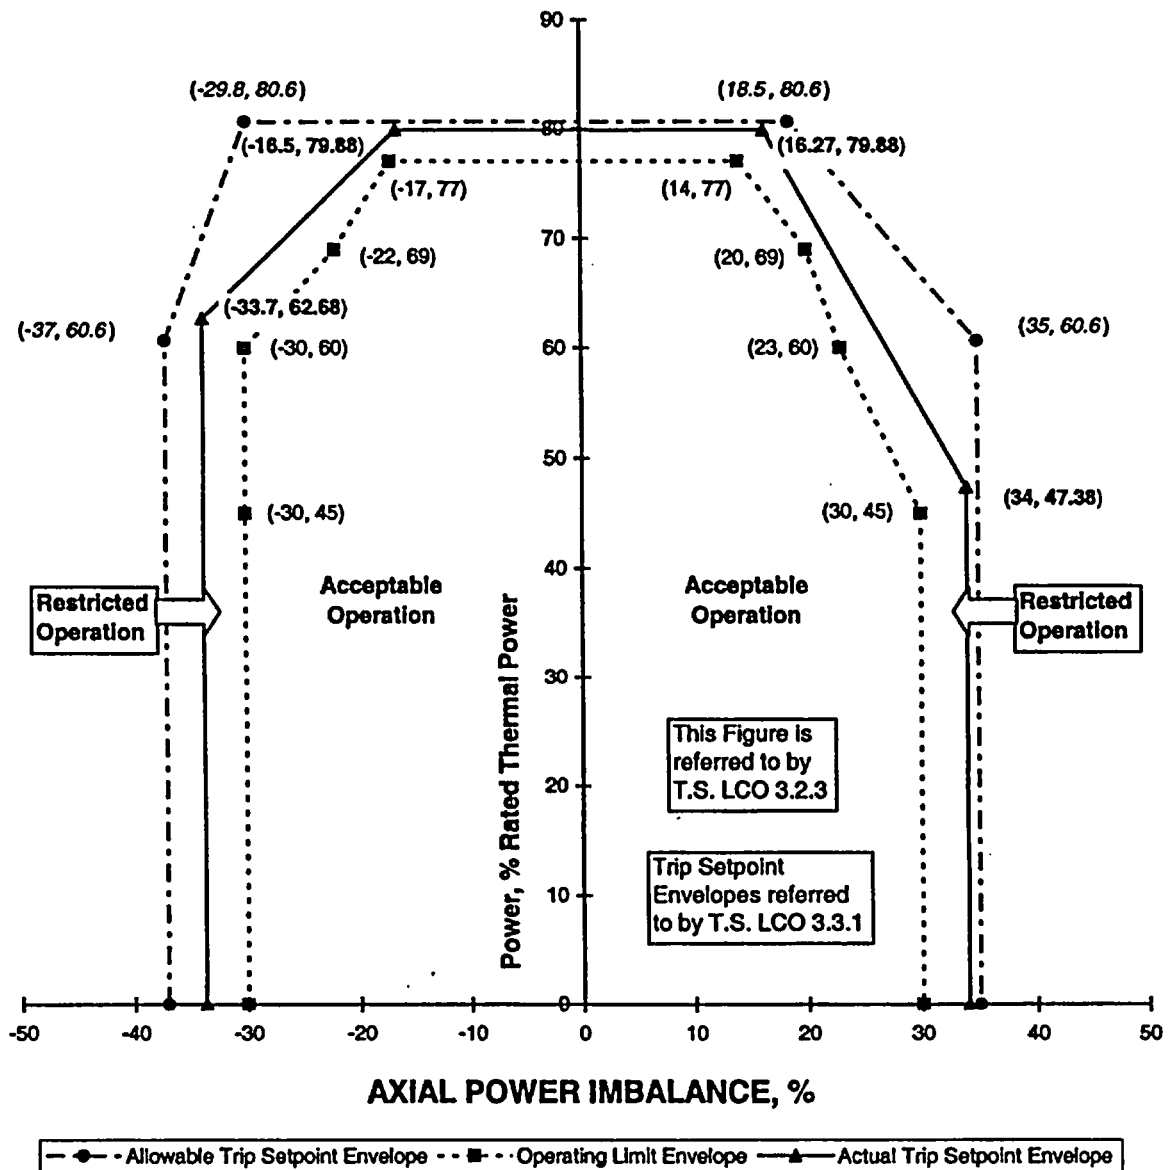 90
(-29.8, 80.6)
(18.5, 80.6)
80
(-16.5, 79.88)
(16.27, 79.88)
(-17, 77)
(14, 77)
70
(-22, 69)
(20, 69)
(-33.7, 62.68)
(-37, 60.6)
(35, 60.6)
60
(-30, 60)
(23, 60)
50
(34, 47.38)
(-30, 45)
(30, 45)
40
Acceptable
Operation
Acceptable
Operation
Restricted
Operation
Restricted
Operation
30
Power, % Rated Thermal Power
This Figure is
referred to by
T.S. LCO 3.2.3
20
Trip Setpoint
Envelopes referred
to by T.S. LCO 3.3.1
10
0
-50 -40 -30 -20 -10 0 10 20 30 40 50
AXIAL POWER IMBALANCE, %
Allowable Trip Setpoint Envelope Operating Limit Envelope Actual Trip Setpoint Envelope